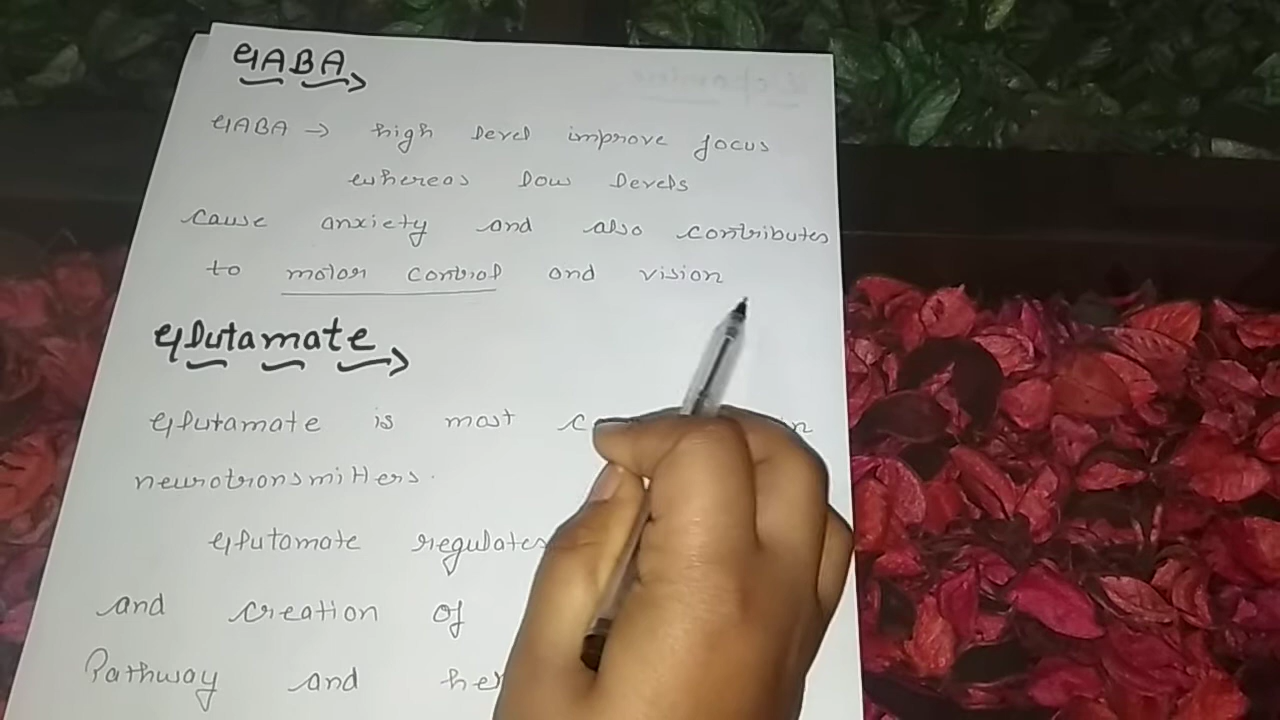 GABA
GABA → high level improve focus
whereas low levels
cause anxiety and also contributes
to motor control and vision
Glutamate
Glutamate is most
neurotransmitters.
Glutamate regulates
and creation of
Pathway and